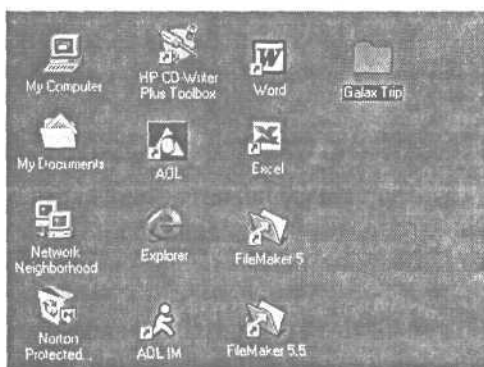 My Computer
HP CD-Writer
Plus Toolbox
Word
Galax Trip
My Documents
AOL
Excel
Network
Neighborhood
Explorer
FileMaker 5
Norton
Protected...
AOL IM
FileMaker 5.5